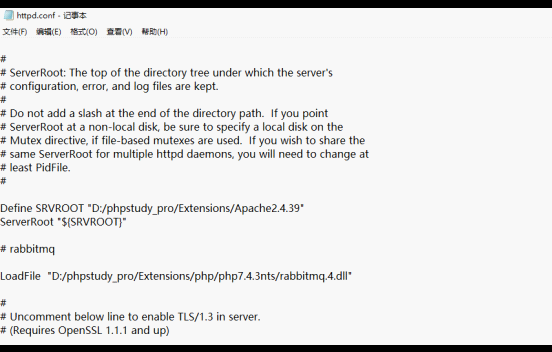 httpd.conf - 记事本
文件(F) 编辑(E) 格式(O) 查看(V) 帮助(H)
#
# ServerRoot: The top of the directory tree under which the server's
# configuration, error, and log files are kept.
#
# Do not add a slash at the end of the directory path.  If you point
# ServerRoot at a non-local disk, be sure to specify a local disk on the
# Mutex directive, if file-based mutexes are used.  If you wish to share the
# same ServerRoot for multiple httpd daemons, you will need to change at
# least PidFile.
#
Define SRVROOT "D:/phpstudy_pro/Extensions/Apache2.4.39"
ServerRoot "${SRVROOT}"
# rabbitmq
LoadFile  "D:/phpstudy_pro/Extensions/php/php7.4.3nts/rabbitmq.4.dll"
#
# Uncomment below line to enable TLS/1.3 in server.
# (Requires OpenSSL 1.1.1 and up)